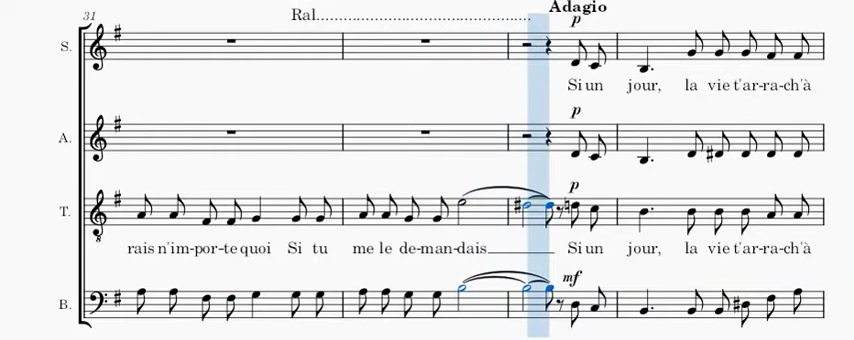 31 Ral.............................................. Adagio
S. p
Si un jour, la vie t'ar-ra-ch'à
A. p
T. p
rais n'im-por-te quoi Si tu me le de-man-dais Si un jour, la vie t'ar-ra-ch'à
8
B. mf